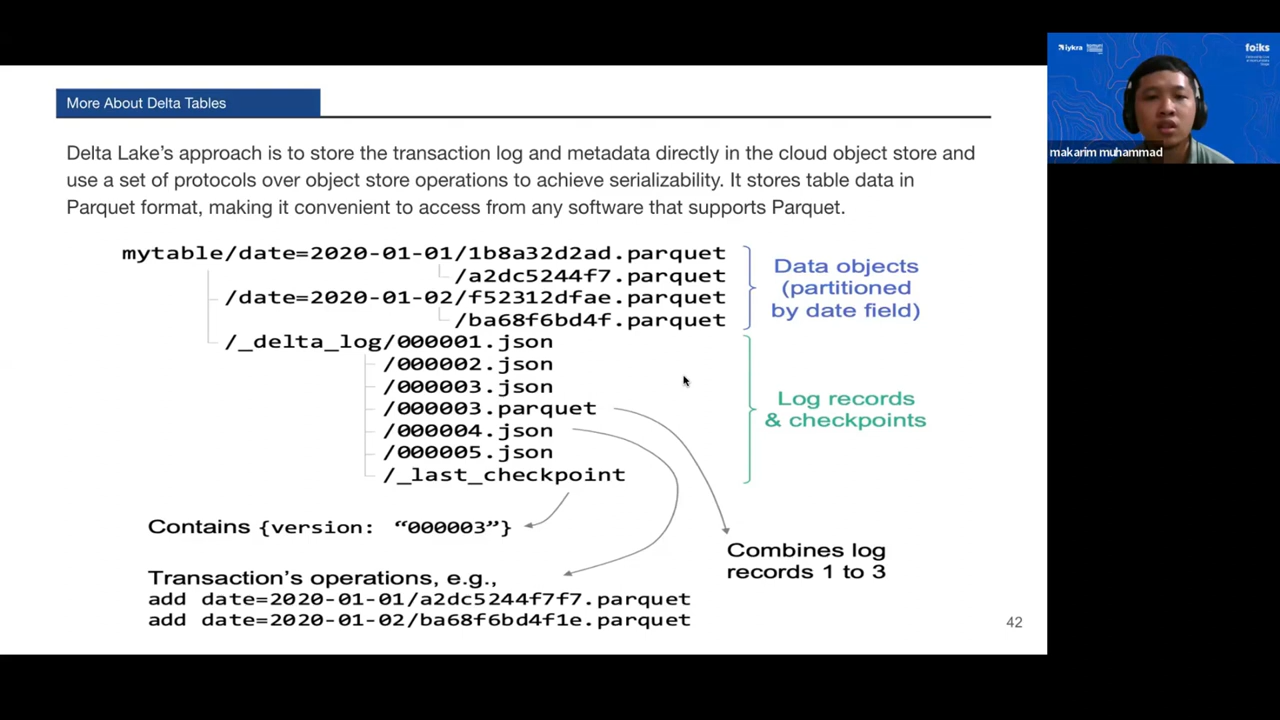 More About Delta Tables
Delta Lake's approach is to store the transaction log and metadata directly in the cloud object store and
use a set of protocols over object store operations to achieve serializability. It stores table data in
Parquet format, making it convenient to access from any software that supports Parquet.
mytable/date=2020-01-01/1b8a32d2ad.parquet
/a2dc5244f7.parquet
/date=2020-01-02/f52312dfae.parquet
/ba68f6bd4f.parquet
/_delta_log/000001.json
/000002.json
/000003.json
/000003.parquet
/000004.json
/000005.json
/_last_checkpoint
Data objects
(partitioned
by date field)
Log records
& checkpoints
Contains {version: “000003”}
Combines log
records 1 to 3
Transaction's operations, e.g.,
add date=2020-01-01/a2dc5244f7f7.parquet
add date=2020-01-02/ba68f6bd4f1e.parquet
42
iykra
makarim muhammad